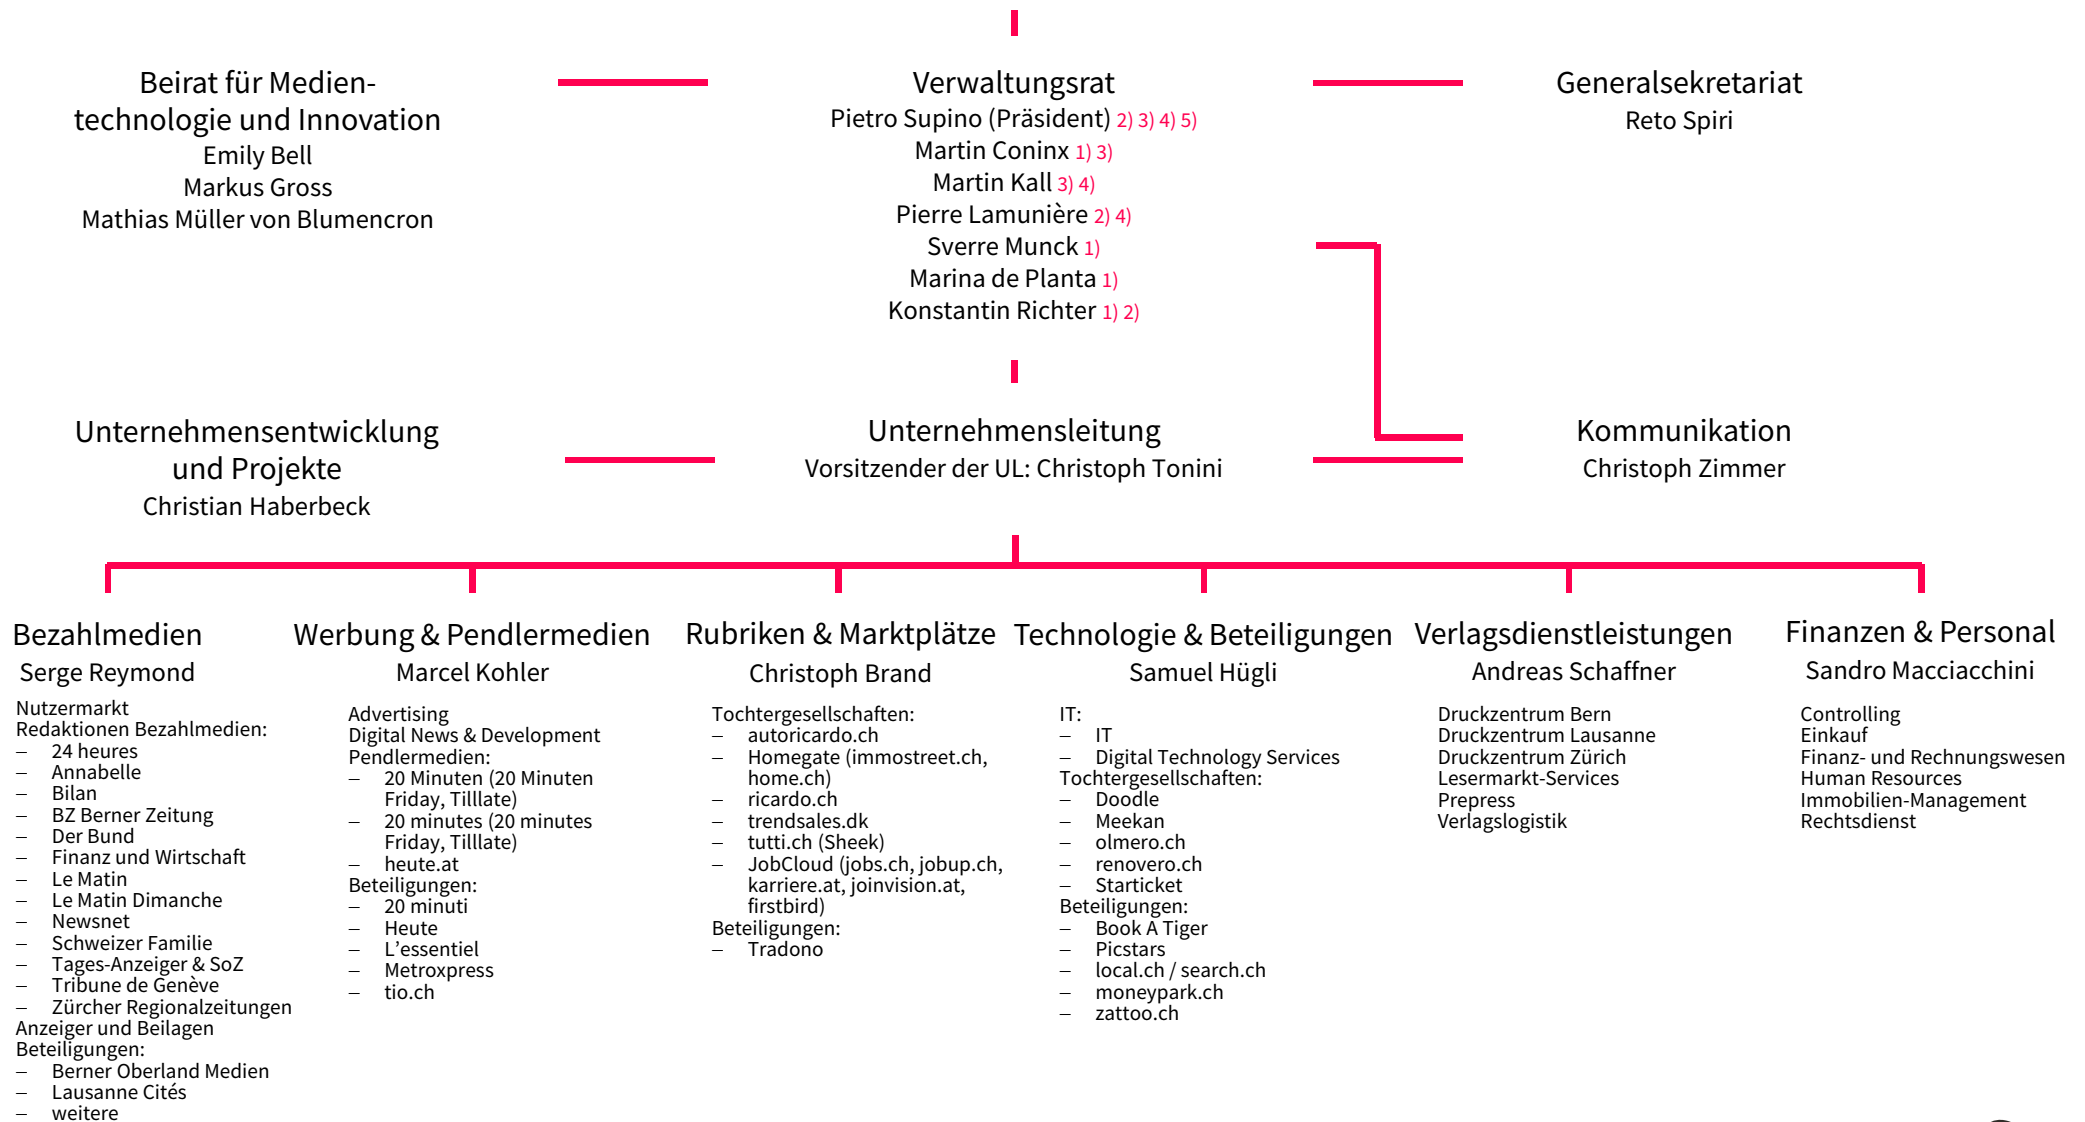 Beirat für Medien-
technologie und Innovation
Emily Bell
Markus Gross
Mathias Müller von Blumencron
Verwaltungsrat
Pietro Supino (Präsident) 2) 3) 4) 5)
Martin Coninx 1) 3)
Martin Kall 3) 4)
Pierre Lamunière 2) 4)
Sverre Munck 1)
Marina de Planta 1)
Konstantin Richter 1) 2)
Generalsekretariat
Reto Spiri
Unternehmensentwicklung
und Projekte
Christian Haberbeck
Unternehmensleitung
Vorsitzender der UL: Christoph Tonini
Kommunikation
Christoph Zimmer
Bezahlmedien
Serge Reymond
Nutzermarkt
Redaktionen Bezahlmedien:
– 24 heures
– Annabelle
– Bilan
– BZ Berner Zeitung
– Der Bund
– Finanz und Wirtschaft
– Le Matin
– Le Matin Dimanche
– Newsnet
– Schweizer Familie
– Tages-Anzeiger & SoZ
– Tribune de Genève
– Zürcher Regionalzeitungen
Anzeiger und Beilagen
Beteiligungen:
– Berner Oberland Medien
– Lausanne Cités
– weitere
Werbung & Pendlermedien
Marcel Kohler
Advertising
Digital News & Development
Pendlermedien:
– 20 Minuten (20 Minuten
Friday, Tilllate)
– 20 minutes (20 minutes
Friday, Tilllate)
– heute.at
Beteiligungen:
– 20 minuti
– Heute
– L’essentiel
– Metroxpress
– tio.ch
Rubriken & Marktplätze
Christoph Brand
Tochtergesellschaften:
– autoricardo.ch
– Homegate (immostreet.ch,
home.ch)
– ricardo.ch
– trendsales.dk
– tutti.ch (Sheek)
– JobCloud (jobs.ch, jobup.ch,
karriere.at, joinvision.at,
firstbird)
Beteiligungen:
– Tradono
Technologie & Beteiligungen
Samuel Hügli
IT:
– IT
– Digital Technology Services
Tochtergesellschaften:
– Doodle
– Meekan
– olmero.ch
– renovero.ch
– Starticket
Beteiligungen:
– Book A Tiger
– Picstars
– local.ch / search.ch
– moneypark.ch
– zattoo.ch
Verlagsdienstleistungen
Andreas Schaffner
Druckzentrum Bern
Druckzentrum Lausanne
Druckzentrum Zürich
Lesermarkt-Services
Prepress
Verlagslogistik
Finanzen & Personal
Sandro Macciacchini
Controlling
Einkauf
Finanz- und Rechnungswesen
Human Resources
Immobilien-Management
Rechtsdienst